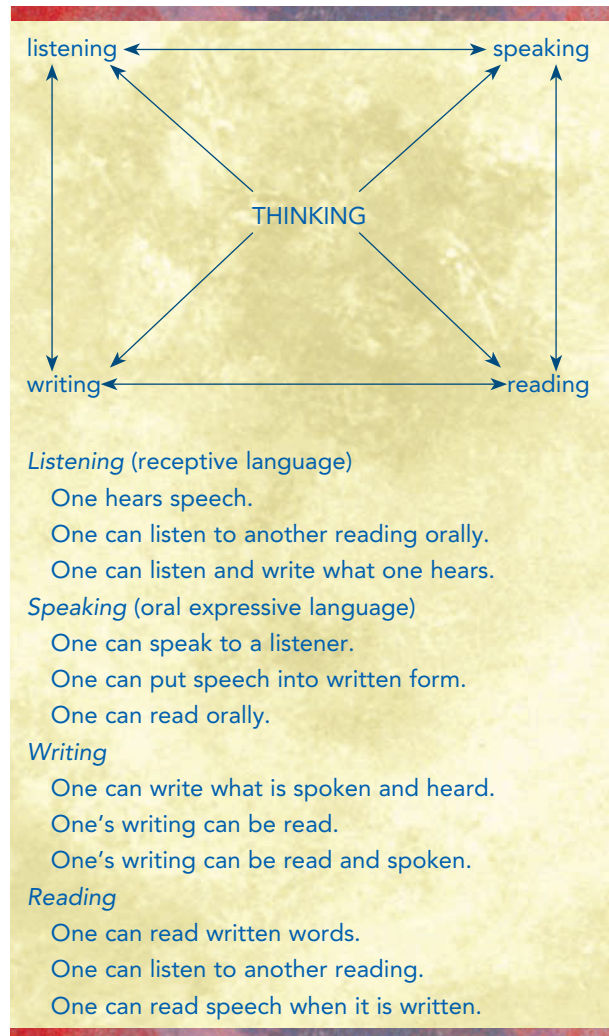 listening speaking
THINKING
writing reading
Listening (receptive language)
One hears speech.
One can listen to another reading orally.
One can listen and write what one hears.
Speaking (oral expressive language)
One can speak to a listener.
One can put speech into written form.
One can read orally.
Writing
One can write what is spoken and heard.
One’s writing can be read.
One’s writing can be read and spoken.
Reading
One can read written words.
One can listen to another reading.
One can read speech when it is written.